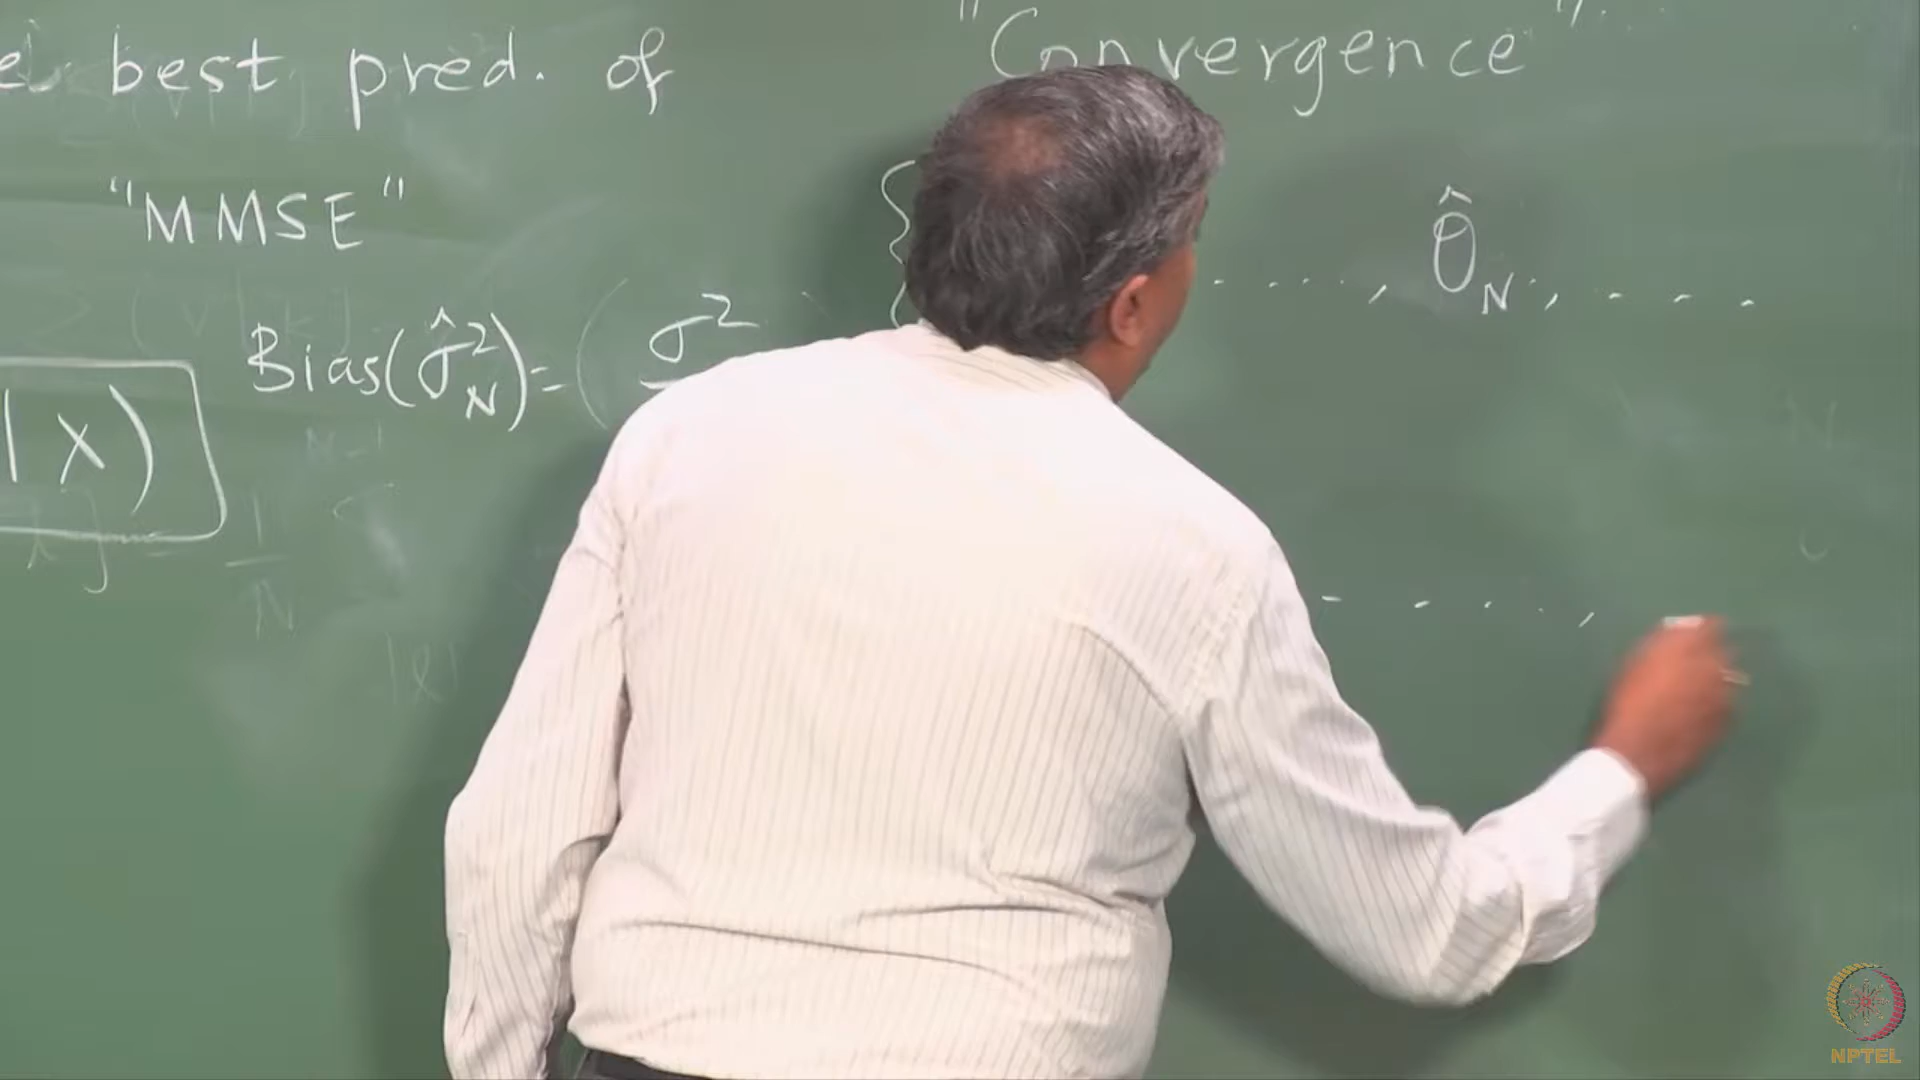 best pred. of
"MMSE"
Bias(σ̂²_N) = ( σ²
| X)
"Convergence"
{ ...., θ̂_N, ....
- - - - ,
NPTEL